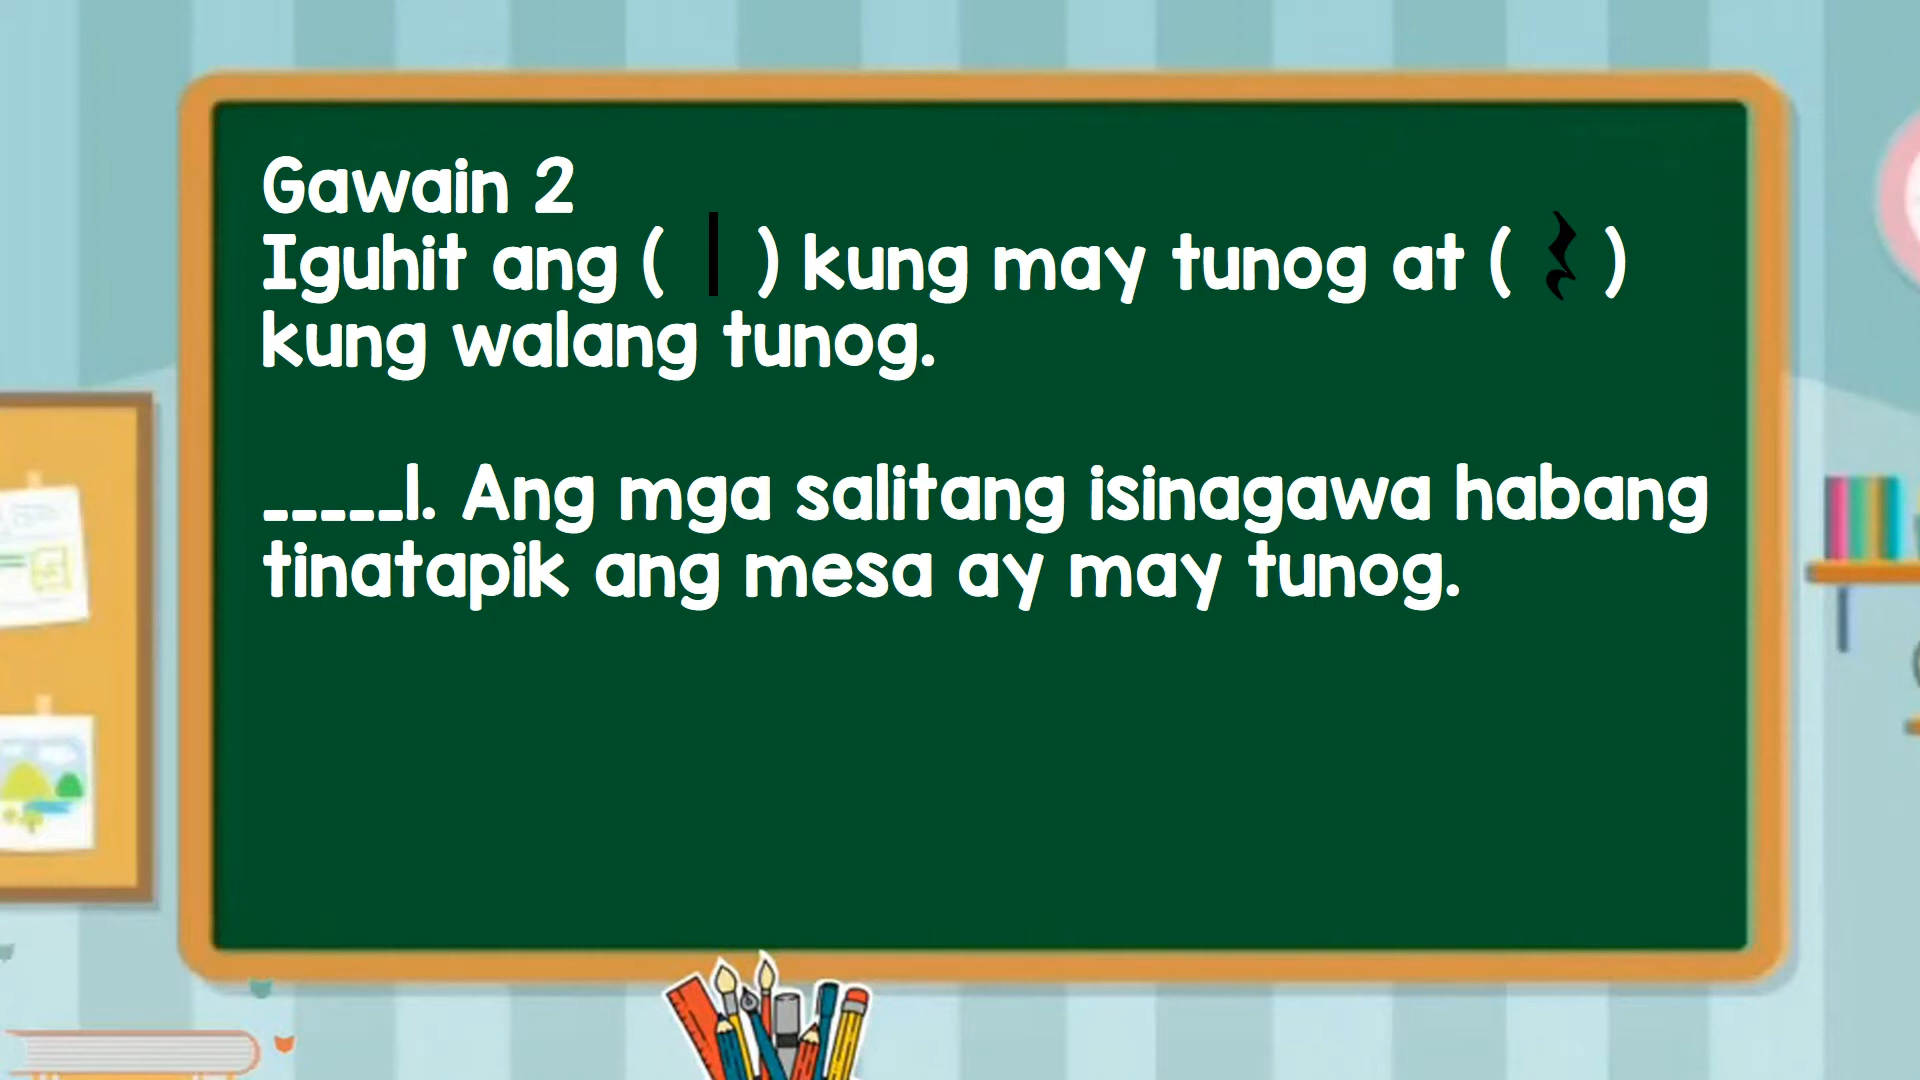 Gawain 2
Iguhit ang ( | ) kung may tunog at ( 𝄽 )
kung walang tunog.
_____1. Ang mga salitang isinagawa habang
tinatapik ang mesa ay may tunog.